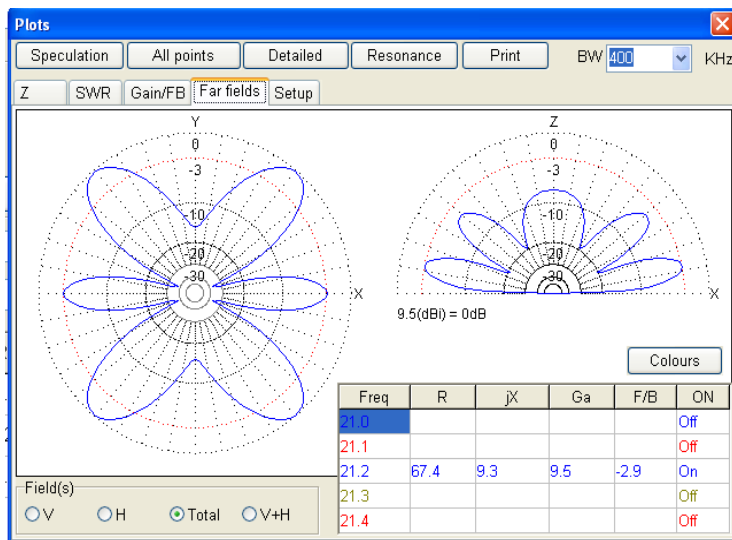 Plots
Speculation All points Detailed Resonance Print BW 400 KHz
Z SWR Gain/FB Far fields Setup
Y
0
-3
-10
-20
-30
X
Z
0
-3
-10
-20
-30
X
9.5(dBi) = 0dB
Colours
Freq R jX Ga F/B ON
21.0 Off
21.1 Off
21.2 67.4 9.3 9.5 -2.9 On
21.3 Off
21.4 Off
Field(s)
V H Total V+H